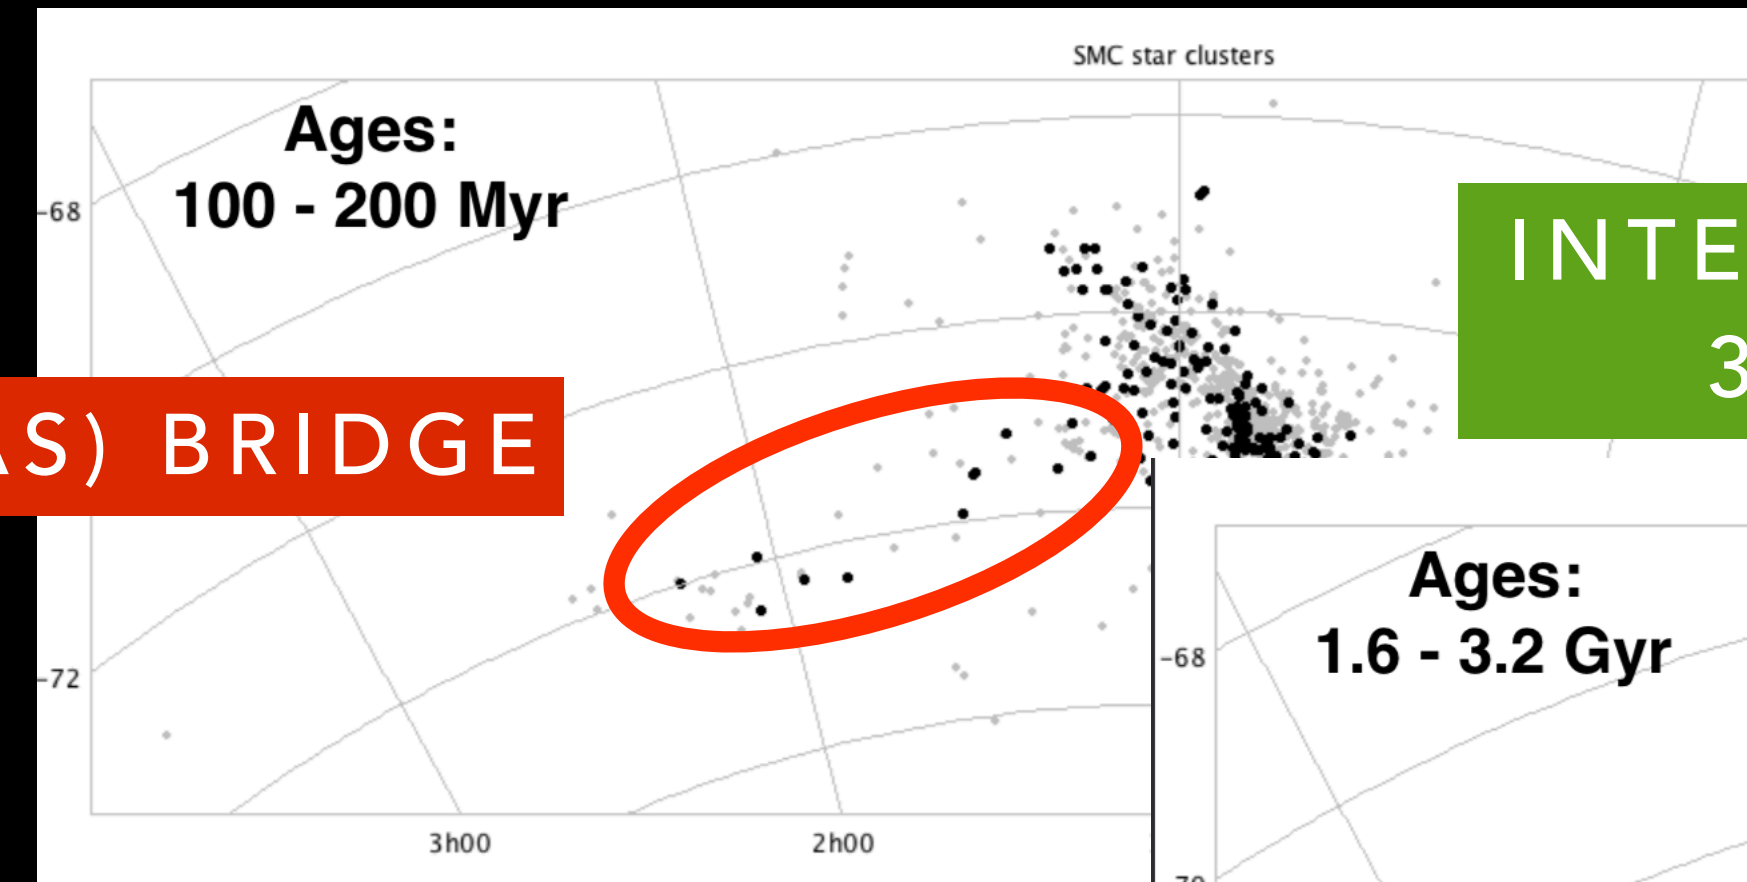 SMC star clusters
Ages:
100 - 200 Myr
-68
INTE
3
AS) BRIDGE
-72
3h00
2h00
Ages:
1.6 - 3.2 Gyr
-68